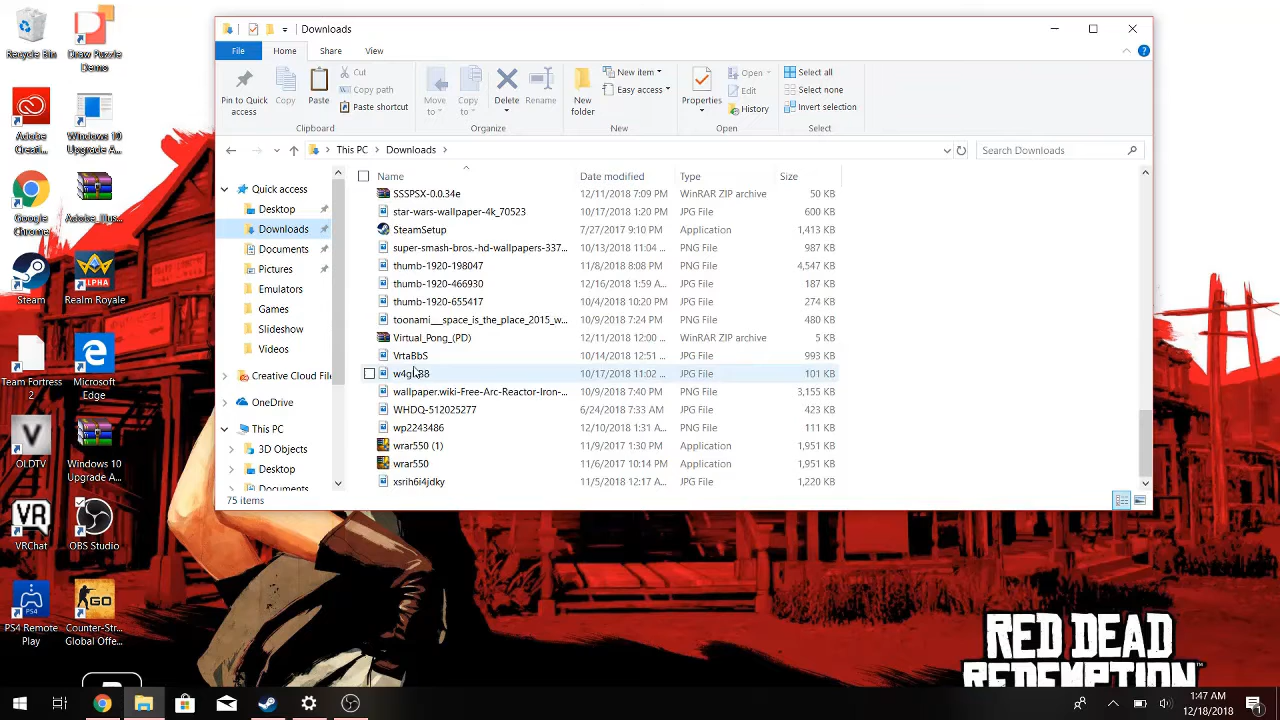 Recycle Bin
Draw Puzzle
Demo
Adobe
Creati...
Windows 10
Upgrade A...
Google
Chrome
Adobe_Illus...
Steam
Realm Royale
ALPHA
Team Fortress
2
Microsoft
Edge
V
OLDTV
Windows 10
Upgrade A...
VR
VRChat
OBS Studio
PS4 Remote
Play
GO
Counter-Str...
Global Offe...
Downloads
File
Home
Share
View
Pin to Quick
access
Copy
Paste
Cut
Copy path
Paste shortcut
Clipboard
Move
to
Copy
to
Delete
Rename
Organize
New
folder
New item
Easy access
New
Properties
Open
Edit
History
Open
Select all
Select none
Invert selection
Select
This PC
Downloads
Search Downloads
Quick access
Desktop
Downloads
Documents
Pictures
Emulators
Games
Slideshow
Videos
Creative Cloud File
OneDrive
This PC
3D Objects
Desktop
Documents
Name Date modified Type Size
SSSPSX-0.0.34e 12/11/2018 7:09 PM WinRAR ZIP archive 50 KB
star-wars-wallpaper-4k_70523 10/17/2018 1:20 PM JPG File 600 KB
SteamSetup 7/27/2017 9:10 PM Application 1,413 KB
super-smash-bros.-hd-wallpapers-337... 10/13/2018 11:04 ... PNG File 987 KB
thumb-1920-198047 11/8/2018 8:08 PM PNG File 4,547 KB
thumb-1920-466930 12/16/2018 1:59 A... PNG File 187 KB
thumb-1920-655417 10/4/2018 10:20 PM PNG File 274 KB
toonami___space_is_the_place_2015_w... 10/9/2018 7:24 PM PNG File 480 KB
Virtual_Pong_(PD) 12/11/2018 12:00 ... WinRAR ZIP archive 5 KB
VrtaBbS 10/14/2018 12:51 ... JPG File 993 KB
10/17/2018 11:02 ... JPG File 101 KB
wallpaper.wiki-Free-Arc-Reactor-Iron-... 10/9/2018 7:40 PM PNG File 3,155 KB
WHDQ-512025277 6/24/2018 7:33 AM JPG File 423 KB
wp2243486 12/10/2018 1:31 A... PNG File 111 KB
wrar550 (1) 11/9/2017 1:30 PM Application 1,951 KB
wrar550 11/6/2017 10:14 PM Application 1,951 KB
xsrih6i4jdky 11/5/2018 12:17 A... JPG File 1,220 KB
75 items
RED DEAD
REDEMPTION
1:47 AM
12/18/2018
1